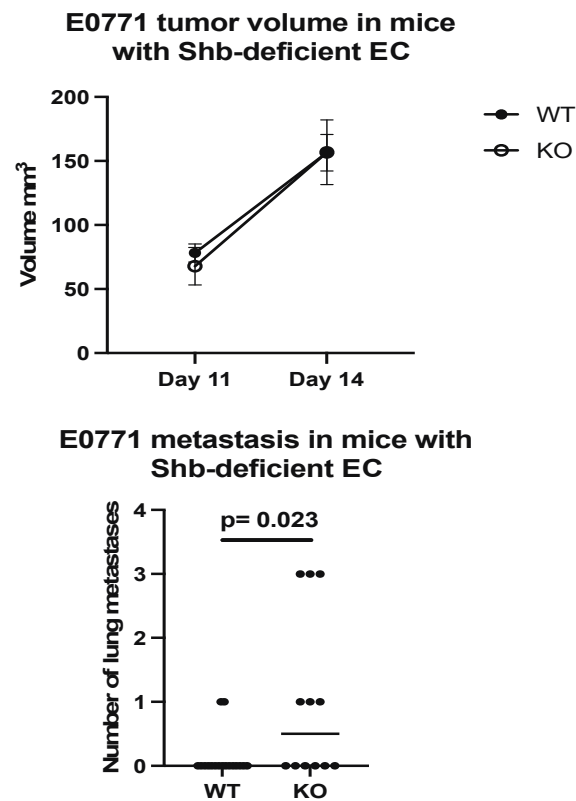 E0771 tumor volume in mice
with Shb-deficient EC
200
150
100
50
0
Volume mm³
Day 11
Day 14
WT
KO
E0771 metastasis in mice with
Shb-deficient EC
p= 0.023
4
3
2
1
0
Number of lung metastases
WT
KO